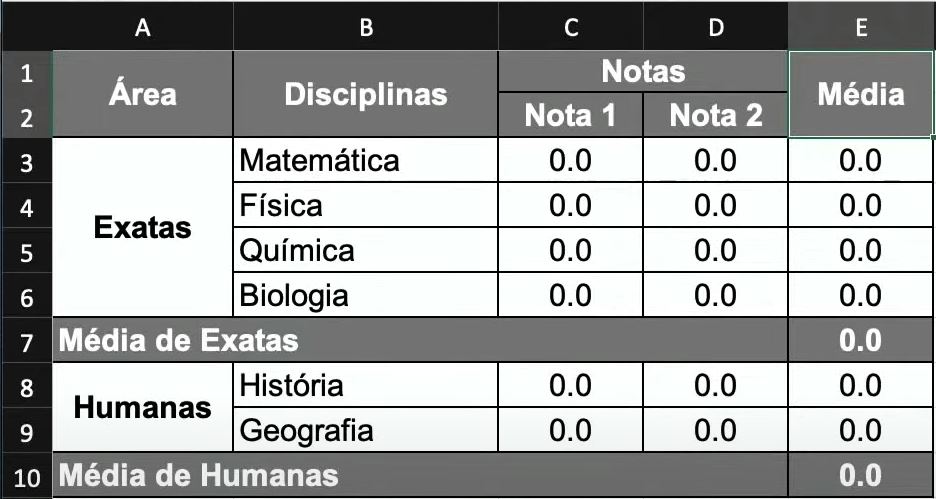 A B C D E
1 Área Disciplinas Notas Média
2 Nota 1 Nota 2
3 Exatas Matemática 0.0 0.0 0.0
4 Física 0.0 0.0 0.0
5 Química 0.0 0.0 0.0
6 Biologia 0.0 0.0 0.0
7 Média de Exatas 0.0
8 Humanas História 0.0 0.0 0.0
9 Geografia 0.0 0.0 0.0
10 Média de Humanas 0.0